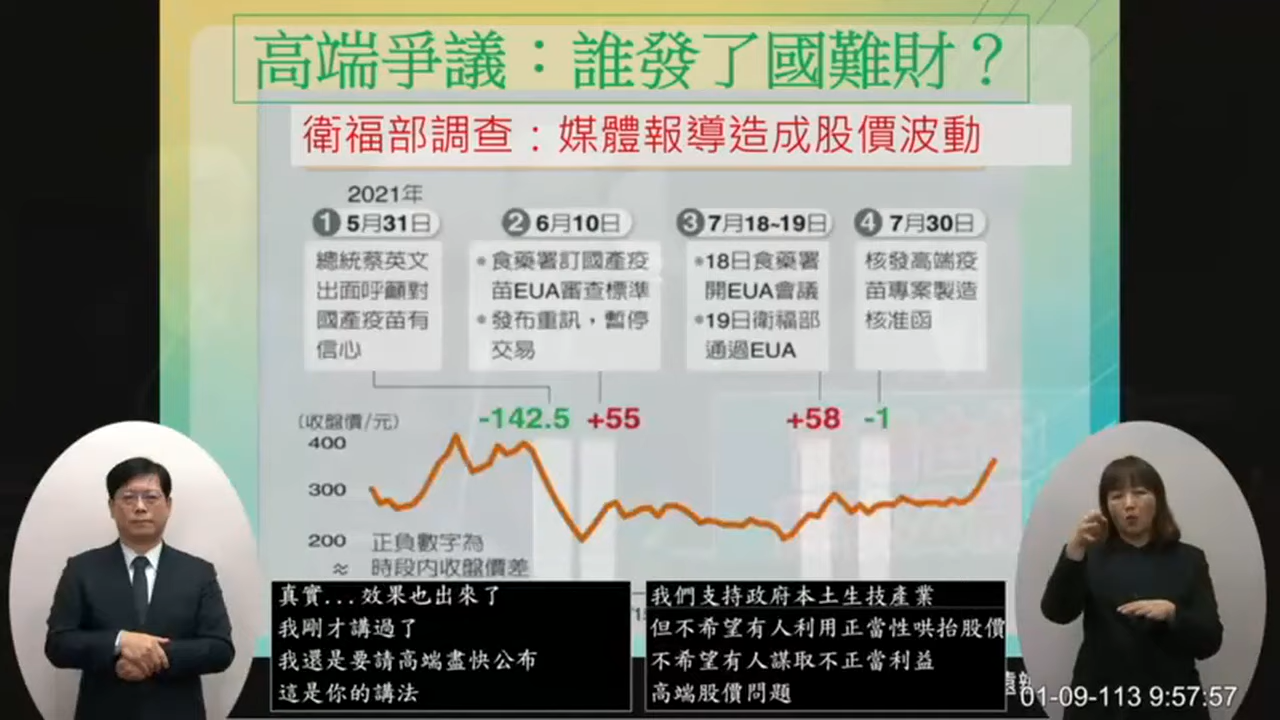 高端爭議：誰發了國難財？
衛福部調查：媒體報導造成股價波動
2021年
1 5月31日
總統蔡英文
出面呼籲對
國產疫苗有
信心
2 6月10日
•食藥署訂國產疫
苗EUA審查標準
•發布重訊，暫停
交易
3 7月18~19日
•18日食藥署
開EUA會議
•19日衛福部
通過EUA
4 7月30日
核發高端疫
苗專案製造
核准函
(收盤價/元)
-142.5 +55 +58 -1
400
300
200
≈
正負數字為
時段內收盤價差
真實...效果也出來了
我剛才講過了
我還是要請高端盡快公布
這是你的講法
我們支持政府本土生技產業
但不希望有人利用正當性哄抬股價
不希望有人謀取不正當利益
高端股價問題
01-09-113 9:57:57